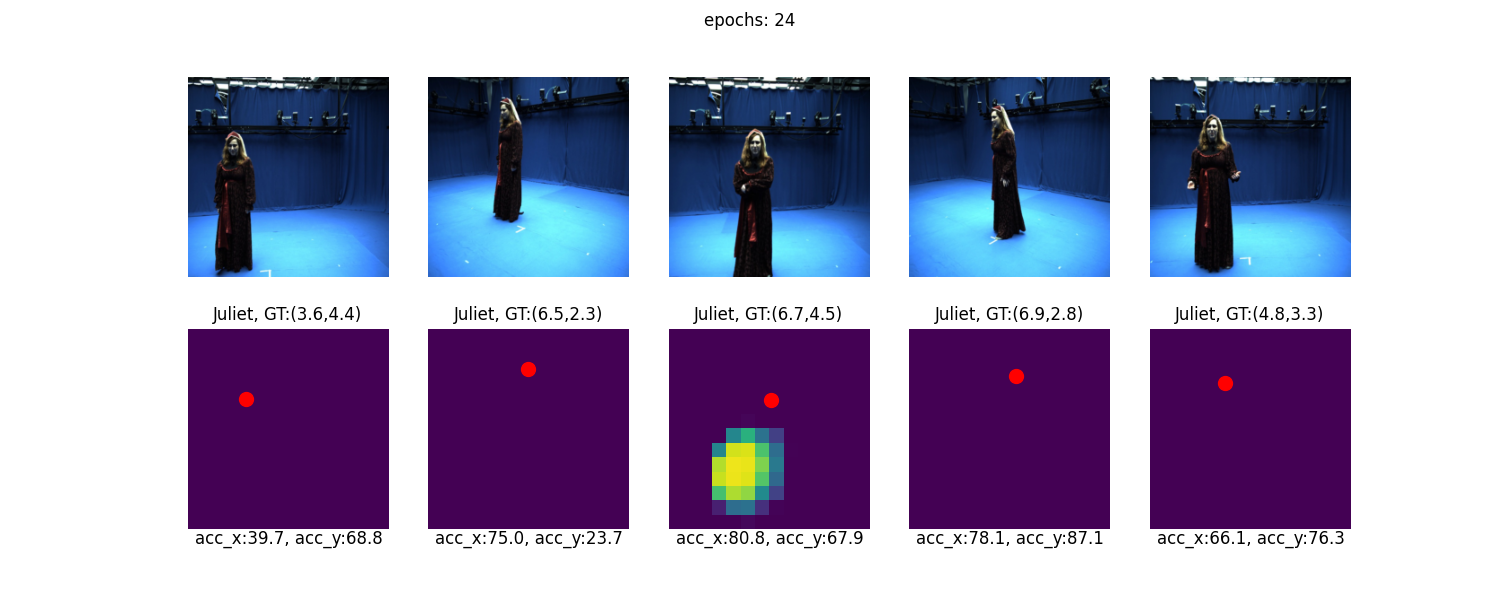 epochs: 24
Juliet, GT:(3.6,4.4)
Juliet, GT:(6.5,2.3)
Juliet, GT:(6.7,4.5)
Juliet, GT:(6.9,2.8)
Juliet, GT:(4.8,3.3)
acc_x:39.7, acc_y:68.8
acc_x:75.0, acc_y:23.7
acc_x:80.8, acc_y:67.9
acc_x:78.1, acc_y:87.1
acc_x:66.1, acc_y:76.3